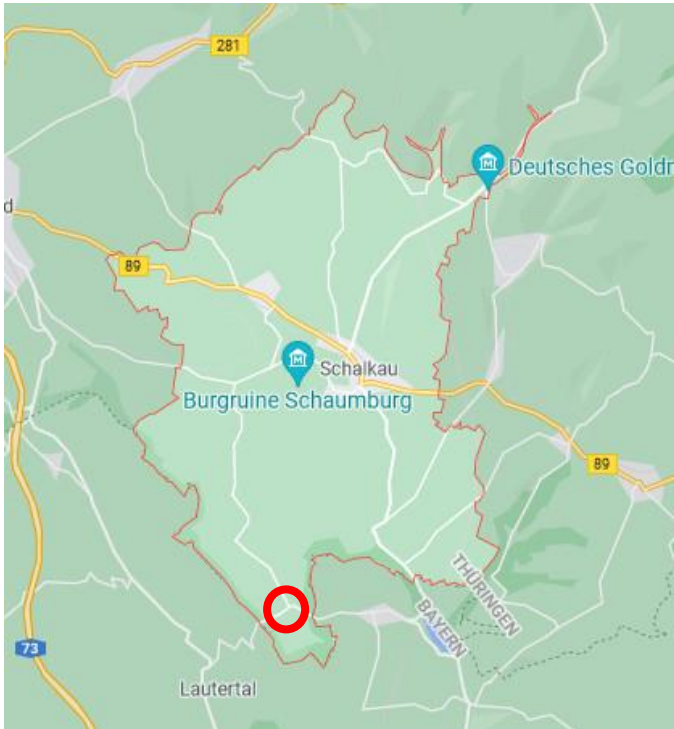 281
Deutsches Goldr
d
89
Schalkau
Burgruine Schaumburg
89
THÜRINGEN
BAYERN
73
Lautertal